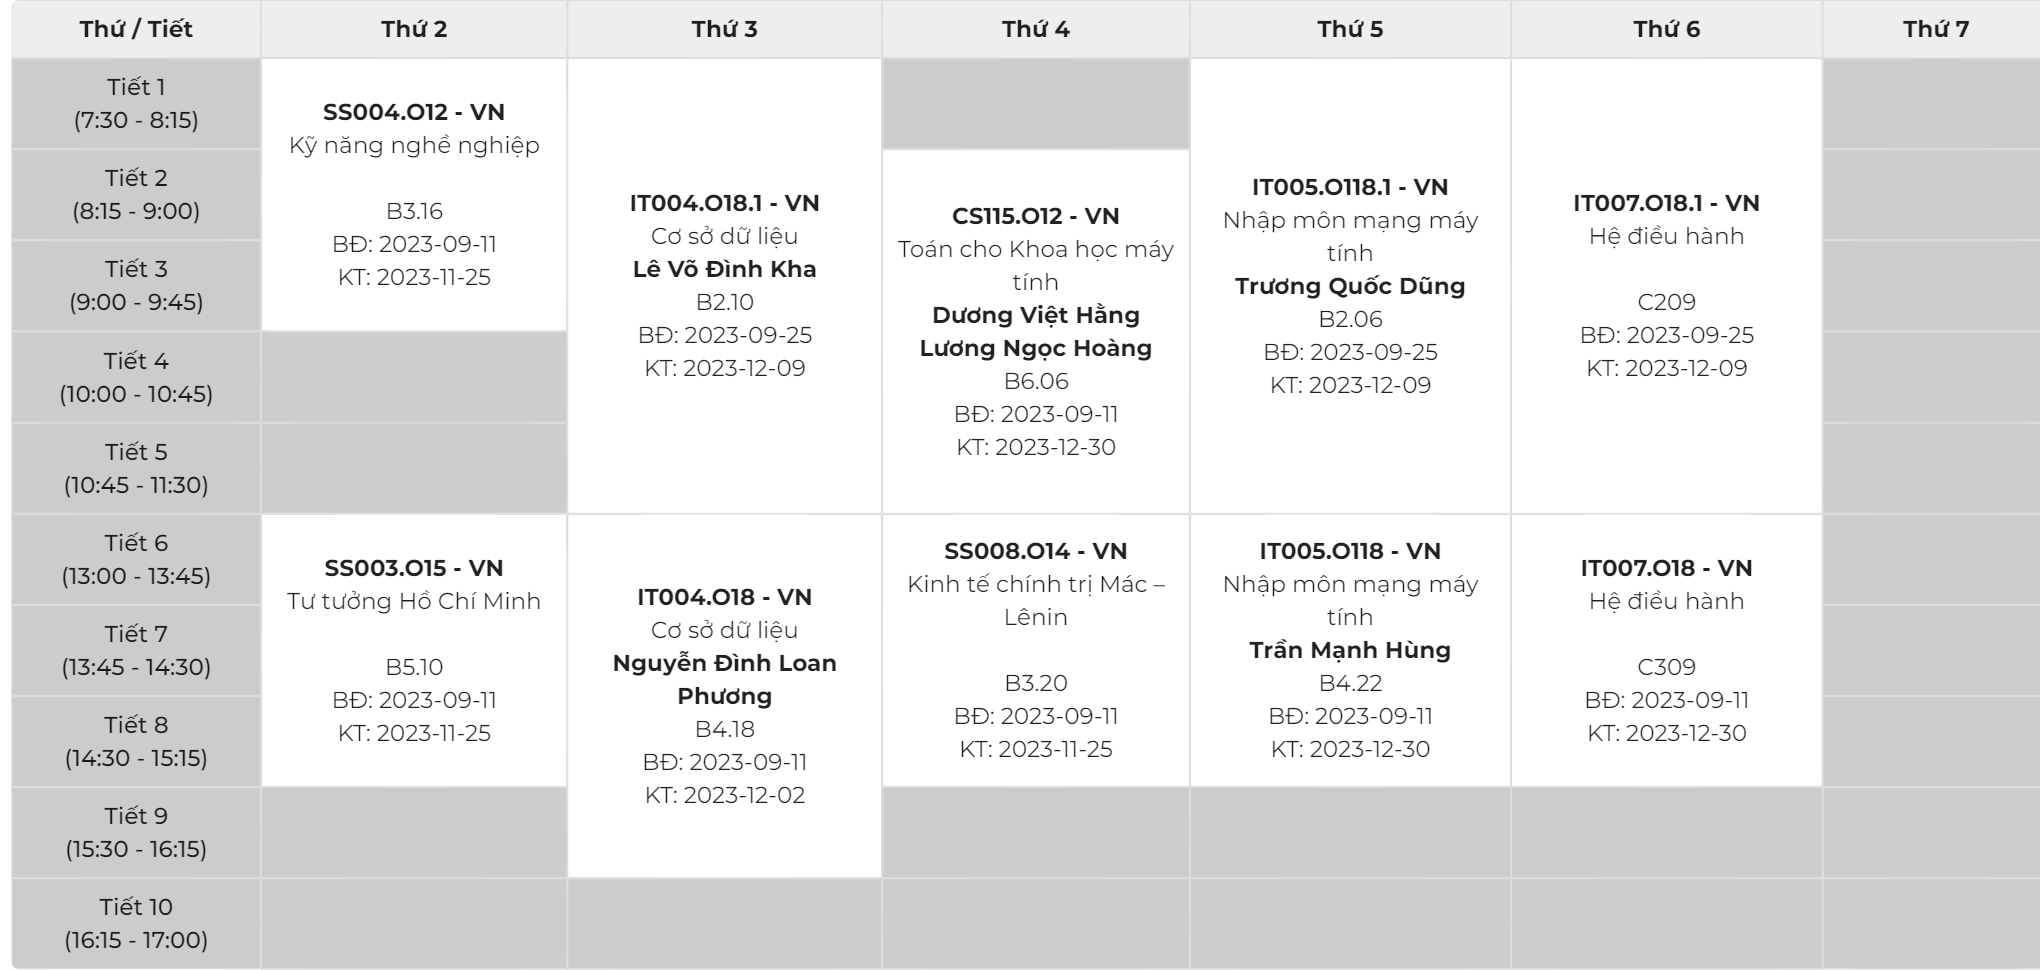 Thứ / Tiết
Thứ 2
Thứ 3
Thứ 4
Thứ 5
Thứ 6
Thứ 7
Tiết 1
(7:30 - 8:15)
SS004.O12 - VN
Kỹ năng nghề nghiệp
B3.16
BĐ: 2023-09-11
KT: 2023-11-25
IT004.O18.1 - VN
Cơ sở dữ liệu
Lê Võ Đình Kha
B2.10
BĐ: 2023-09-25
KT: 2023-12-09
IT005.O118.1 - VN
Nhập môn mạng máy
tính
Trương Quốc Dũng
B2.06
BĐ: 2023-09-25
KT: 2023-12-09
IT007.O18.1 - VN
Hệ điều hành
C209
BĐ: 2023-09-25
KT: 2023-12-09
Tiết 2
(8:15 - 9:00)
CS115.O12 - VN
Toán cho Khoa học máy
tính
Dương Việt Hằng
Lương Ngọc Hoàng
B6.06
BĐ: 2023-09-11
KT: 2023-12-30
Tiết 3
(9:00 - 9:45)
Tiết 4
(10:00 - 10:45)
Tiết 5
(10:45 - 11:30)
Tiết 6
(13:00 - 13:45)
SS003.O15 - VN
Tư tưởng Hồ Chí Minh
B5.10
BĐ: 2023-09-11
KT: 2023-11-25
IT004.O18 - VN
Cơ sở dữ liệu
Nguyễn Đình Loan
Phương
B4.18
BĐ: 2023-09-11
KT: 2023-12-02
SS008.O14 - VN
Kinh tế chính trị Mác –
Lênin
B3.20
BĐ: 2023-09-11
KT: 2023-11-25
IT005.O118 - VN
Nhập môn mạng máy
tính
Trần Mạnh Hùng
B4.22
BĐ: 2023-09-11
KT: 2023-12-30
IT007.O18 - VN
Hệ điều hành
C309
BĐ: 2023-09-11
KT: 2023-12-30
Tiết 7
(13:45 - 14:30)
Tiết 8
(14:30 - 15:15)
Tiết 9
(15:30 - 16:15)
Tiết 10
(16:15 - 17:00)